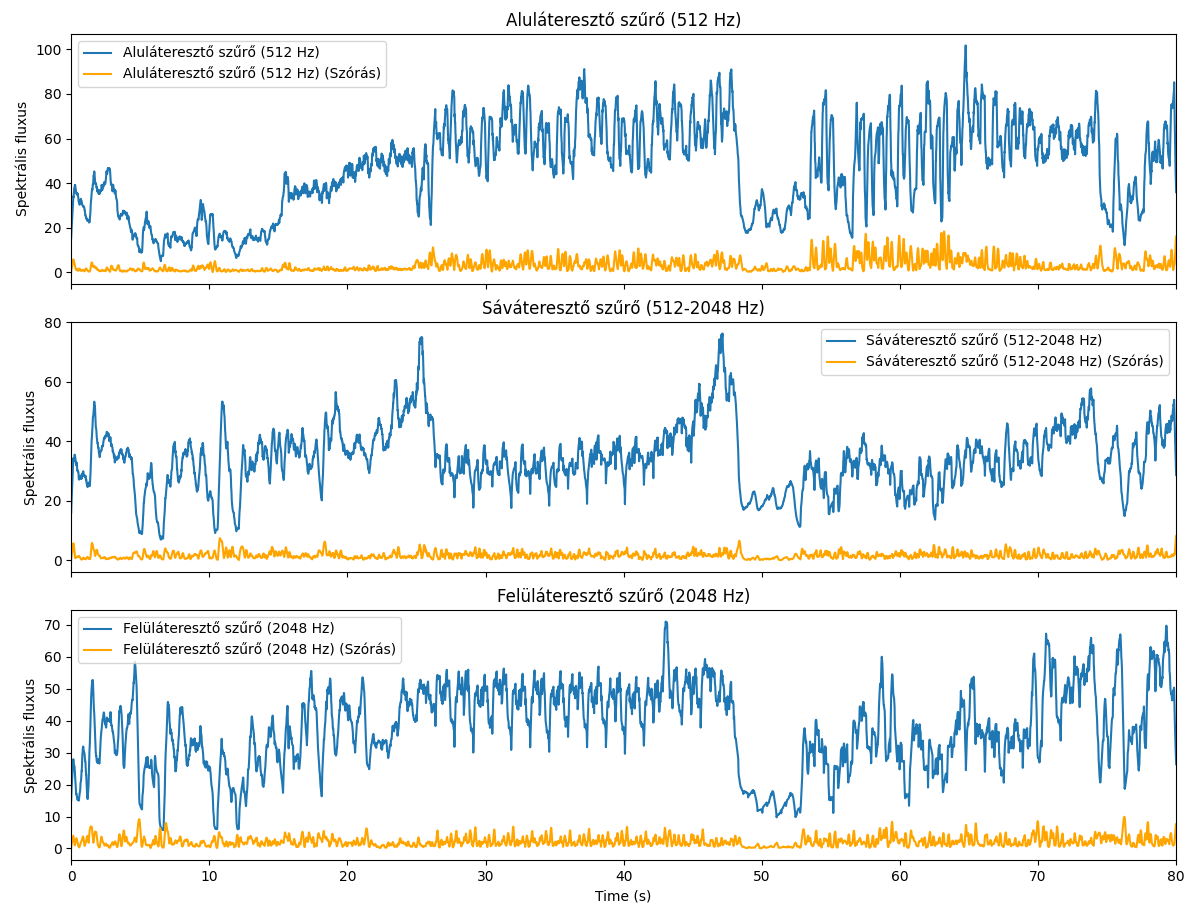 Aluláteresztő szűrő (512 Hz)
Aluláteresztő szűrő (512 Hz)
Aluláteresztő szűrő (512 Hz) (Szórás)
Spektrális fluxus
100
80
60
40
20
0
Sáváteresztő szűrő (512-2048 Hz)
Sáváteresztő szűrő (512-2048 Hz)
Sáváteresztő szűrő (512-2048 Hz) (Szórás)
Spektrális fluxus
80
60
40
20
0
Felüláteresztő szűrő (2048 Hz)
Felüláteresztő szűrő (2048 Hz)
Felüláteresztő szűrő (2048 Hz) (Szórás)
Spektrális fluxus
70
60
50
40
30
20
10
0
0 10 20 30 40 50 60 70 80
Time (s)